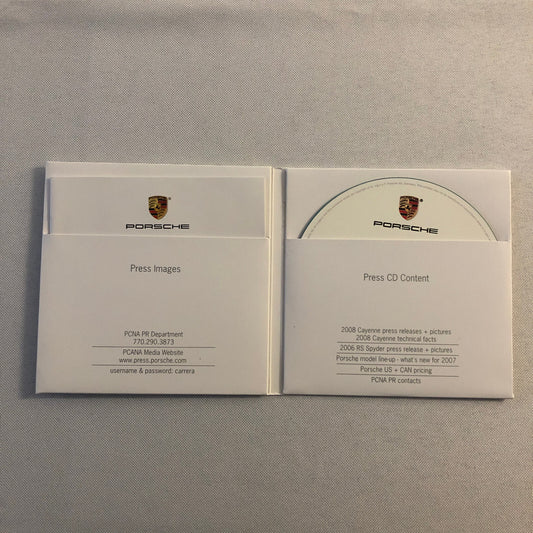 PORSCHE
Press Images
PCNA PR Department
770.290.3873
PCANA Media Website
www.press.porsche.com
username & password: carrera
PORSCHE
Press CD Content
2008 Cayenne press releases + pictures
2008 Cayenne technical facts
2006 RS Spyder press release + pictures
Porsche model line-up - what's new for 2007
Porsche US + CAN pricing
PCNA PR contacts